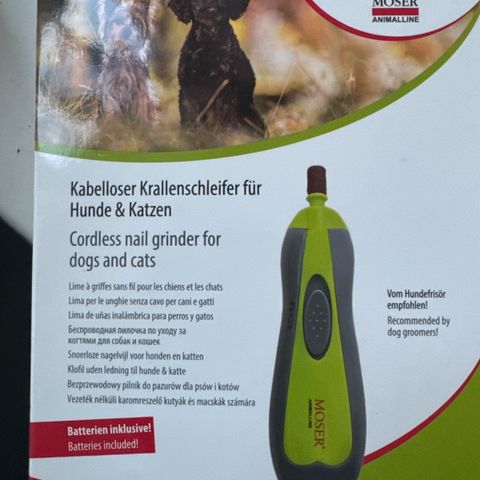 MOSER
ANIMALLINE
Kabelloser Krallenschleifer für
Hunde & Katzen
Cordless nail grinder for
dogs and cats
Lime à griffes sans fil pour les chiens et les chats
Lima per le unghie senza cavo per cani e gatti
Lima de uñas inalámbrica para perros y gatos
Беспроводная пилочка по уходу за
когтями для собак и кошек
Snoerloze nagelvijl voor honden en katten
Klofil uden ledning til hunde & katte
Bezprzewodowy pilnik do pazurów dla psów i kotów
Vezeték nélküli karomreszelő kutyák és macskák számára
Batterien inklusive!
Batteries included!
Vom Hundefrisör
empfohlen!
Recommended by
dog groomers!
MOSER®
ANIMALLINE